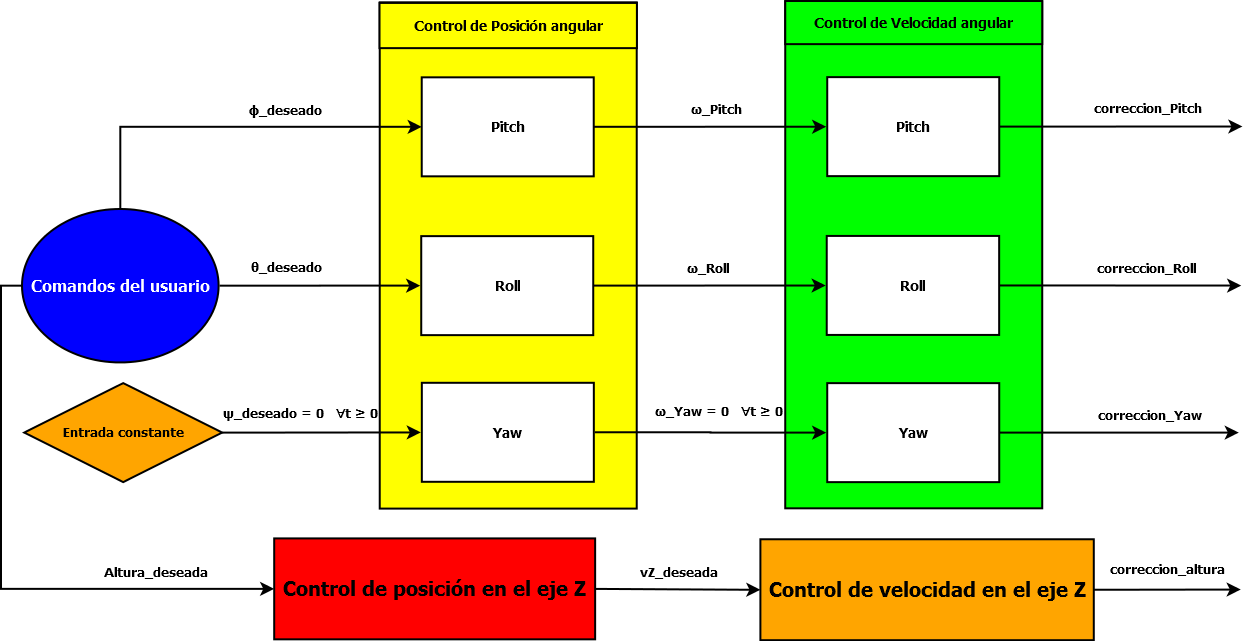 Control de Posición angular
Control de Velocidad angular
ϕ_deseado
Pitch
ω_Pitch
Pitch
correccion_Pitch
Comandos del usuario
θ_deseado
Roll
ω_Roll
Roll
correccion_Roll
Entrada constante
ψ_deseado = 0 ∀t ≥ 0
Yaw
ω_Yaw = 0 ∀t ≥ 0
Yaw
correccion_Yaw
Altura_deseada
Control de posición en el eje Z
vZ_deseada
Control de velocidad en el eje Z
correccion_altura